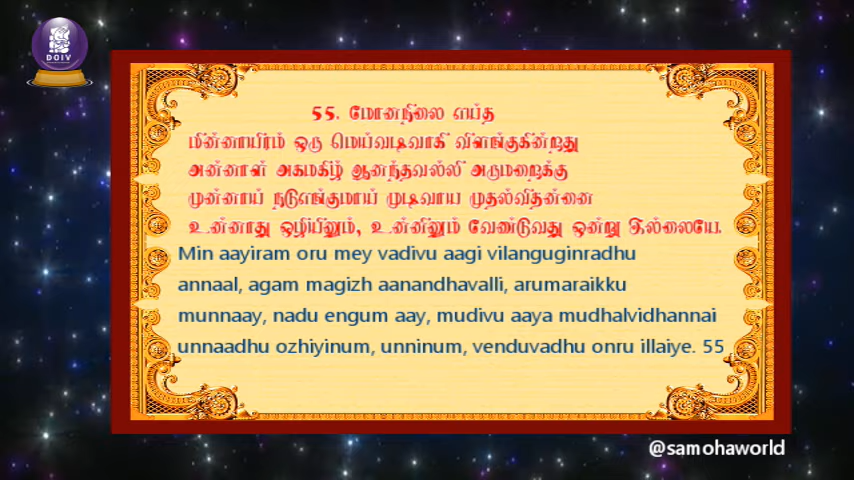 DOIV
55. மோனநிலை எய்த
மின்னாயிரம் ஒரு மெய்வடிவாகி விளங்குகின்றது
அன்னாள் அகமகிழ் ஆனந்தவல்லி அருமறைக்கு
முன்னாய் நடுஎங்குமாய் முடிவாய முதல்விதன்னை
உன்னாது ஒழியினும், உன்னினும் வேண்டுவது ஒன்று இல்லையே.
Min aayiram oru mey vadivu aagi vilanguginradhu
annaal, agam magizh aanandhavalli, arumaraikku
munnaay, nadu engum aay, mudivu aaya mudhalvidhannai
unnaadhu ozhiyinum, unninum, venduvadhu onru illaiye. 55
@samohaworld